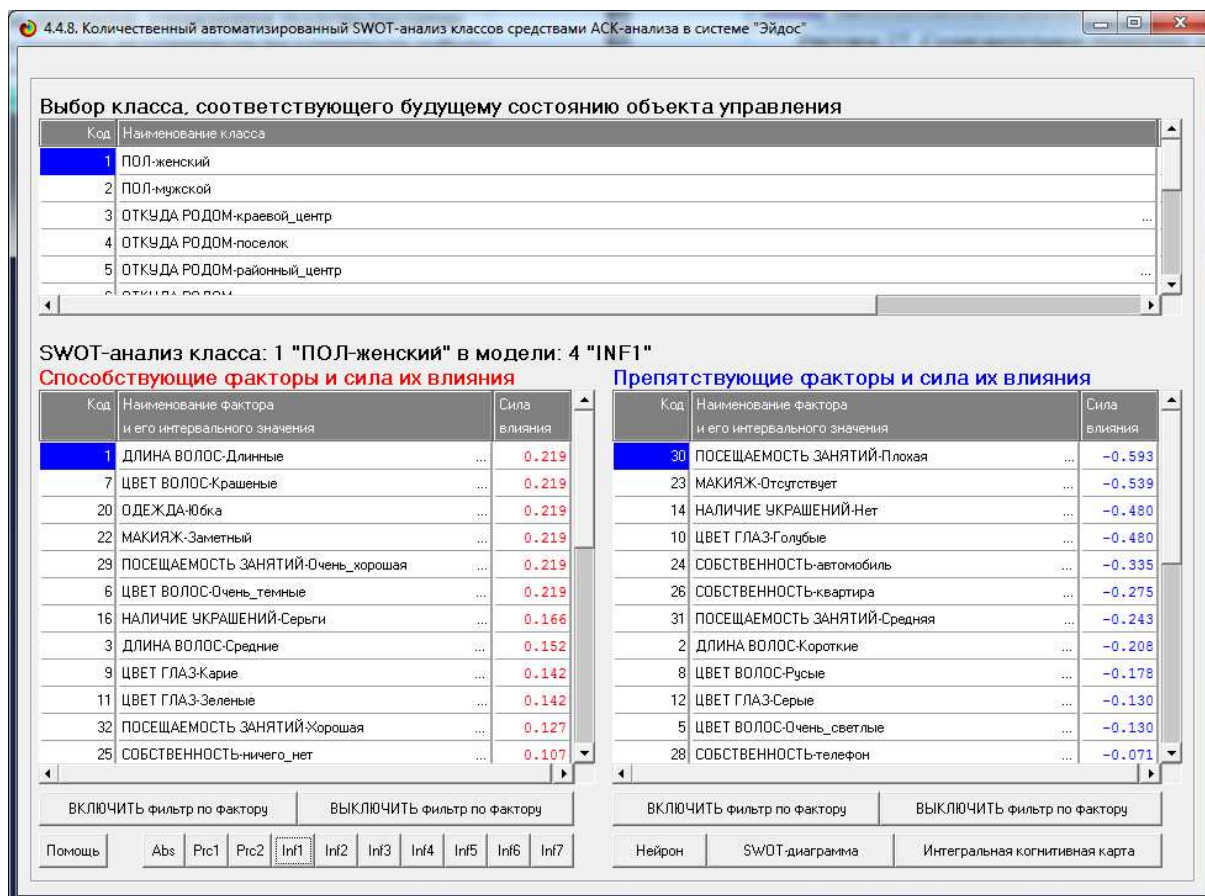 4.4.8. Количественный автоматизированный SWOT-анализ классов средствами АСК-анализа в системе "Эйдос"
Выбор класса, соответствующего будущему состоянию объекта управления
Код Наименование класса
1 ПОЛ-женский
2 ПОЛ-мужской
3 ОТКУДА РОДОМ-краевой_центр ...
4 ОТКУДА РОДОМ-поселок
5 ОТКУДА РОДОМ-районный_центр ...
SWOT-анализ класса: 1 "ПОЛ-женский" в модели: 4 "INF1"
Способствующие факторы и сила их влияния
Код Наименование фактора Сила
и его интервального значения влияния
1 ДЛИНА ВОЛОС-Длинные ... 0.219
7 ЦВЕТ ВОЛОС-Крашеные ... 0.219
20 ОДЕЖДА-Юбка ... 0.219
22 МАКИЯЖ-Заметный ... 0.219
29 ПОСЕЩАЕМОСТЬ ЗАНЯТИЙ-Очень_хорошая ... 0.219
6 ЦВЕТ ВОЛОС-Очень_темные ... 0.219
16 НАЛИЧИЕ УКРАШЕНИЙ-Серьги ... 0.166
3 ДЛИНА ВОЛОС-Средние ... 0.152
9 ЦВЕТ ГЛАЗ-Карие ... 0.142
11 ЦВЕТ ГЛАЗ-Зеленые ... 0.142
32 ПОСЕЩАЕМОСТЬ ЗАНЯТИЙ-Хорошая ... 0.127
25 СОБСТВЕННОСТЬ-ничего_нет ... 0.107
ВКЛЮЧИТЬ фильтр по фактору ВЫКЛЮЧИТЬ фильтр по фактору
Препятствующие факторы и сила их влияния
Код Наименование фактора Сила
и его интервального значения влияния
30 ПОСЕЩАЕМОСТЬ ЗАНЯТИЙ-Плохая ... -0.593
23 МАКИЯЖ-Отсутствует ... -0.539
14 НАЛИЧИЕ УКРАШЕНИЙ-Нет ... -0.480
10 ЦВЕТ ГЛАЗ-Голубые ... -0.480
24 СОБСТВЕННОСТЬ-автомобиль ... -0.335
26 СОБСТВЕННОСТЬ-квартира ... -0.275
31 ПОСЕЩАЕМОСТЬ ЗАНЯТИЙ-Средняя ... -0.243
2 ДЛИНА ВОЛОС-Короткие ... -0.208
8 ЦВЕТ ВОЛОС-Русые ... -0.178
12 ЦВЕТ ГЛАЗ-Серые ... -0.130
5 ЦВЕТ ВОЛОС-Очень_светлые ... -0.130
28 СОБСТВЕННОСТЬ-телефон ... -0.071
ВКЛЮЧИТЬ фильтр по фактору ВЫКЛЮЧИТЬ фильтр по фактору
Помощь Abs Prc1 Prc2 Inf1 Inf2 Inf3 Inf4 Inf5 Inf6 Inf7 Нейрон SWOT-диаграмма Интегральная когнитивная карта